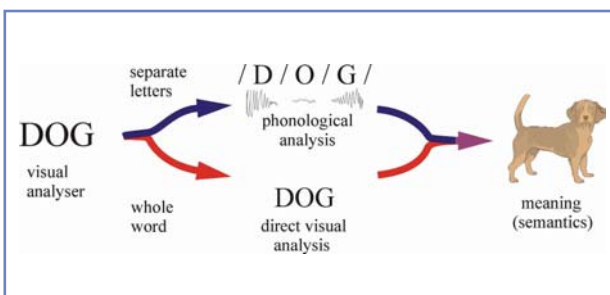 separate
letters
/ D / O / G /
phonological
analysis
DOG
visual
analyser
whole
word
DOG
direct visual
analysis
meaning
(semantics)